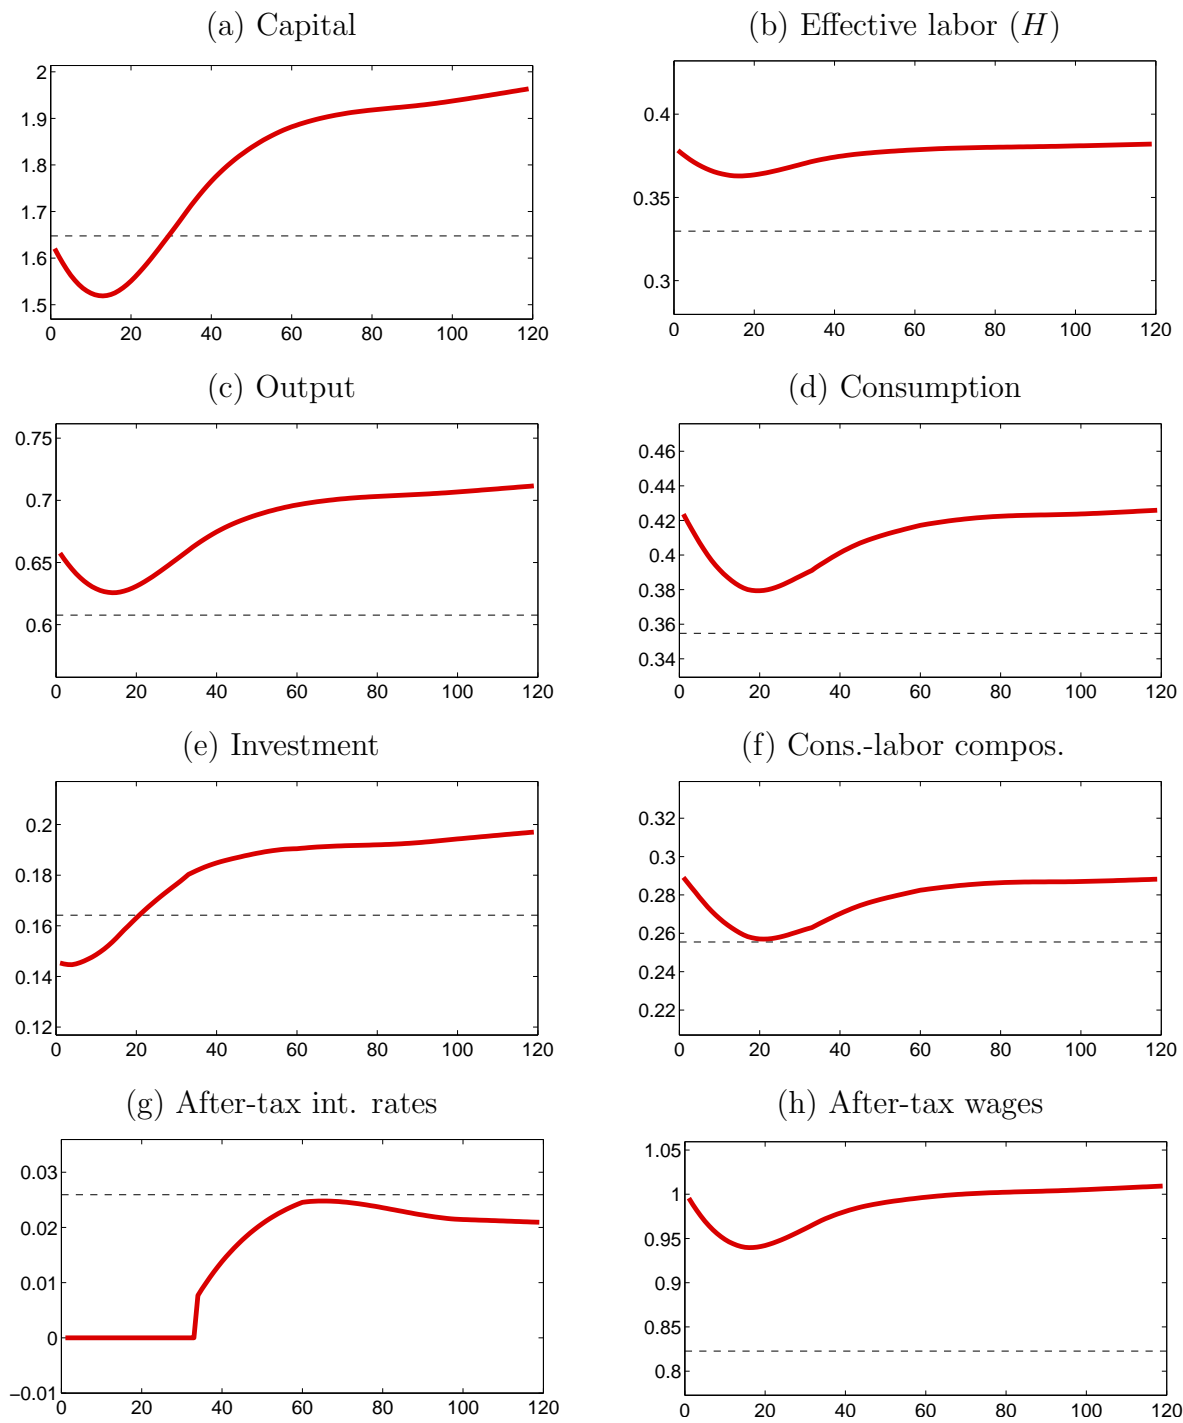 (a) Capital
(b) Effective labor (H)
2
1.9
1.8
1.7
1.6
1.5
0 20 40 60 80 100 120
0.4
0.35
0.3
0 20 40 60 80 100 120
(c) Output
(d) Consumption
0.75
0.7
0.65
0.6
0 20 40 60 80 100 120
0.46
0.44
0.42
0.4
0.38
0.36
0.34
0 20 40 60 80 100 120
(e) Investment
(f) Cons.-labor compos.
0.2
0.18
0.16
0.14
0.12
0 20 40 60 80 100 120
0.32
0.3
0.28
0.26
0.24
0.22
0 20 40 60 80 100 120
(g) After-tax int. rates
(h) After-tax wages
0.03
0.02
0.01
0
−0.01
0 20 40 60 80 100 120
1.05
1
0.95
0.9
0.85
0.8
0 20 40 60 80 100 120